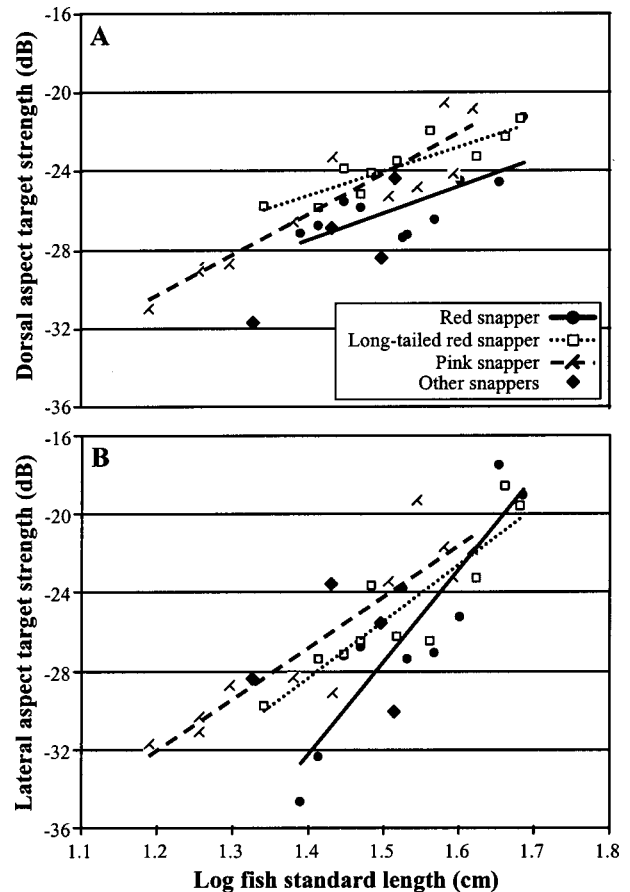 A
Dorsal aspect target strength (dB)
-16
-20
-24
-28
-32
-36
Red snapper
Long-tailed red snapper
Pink snapper
Other snappers
B
Lateral aspect target strength (dB)
-16
-20
-24
-28
-32
-36
1.1 1.2 1.3 1.4 1.5 1.6 1.7 1.8
Log fish standard length (cm)